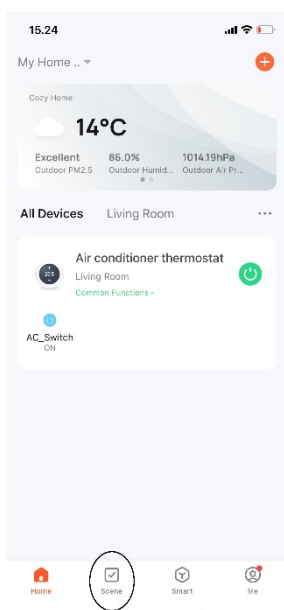 15.24
My Home ..
Cozy Home
14°C
Excellent 86.0% 1014.19hPa
Outdoor PM2.5 Outdoor Humid... Outdoor Air Pr...
All Devices Living Room ...
Air conditioner thermostat
Living Room
Common Functions
AC_Switch
ON
Home Scene Smart Me